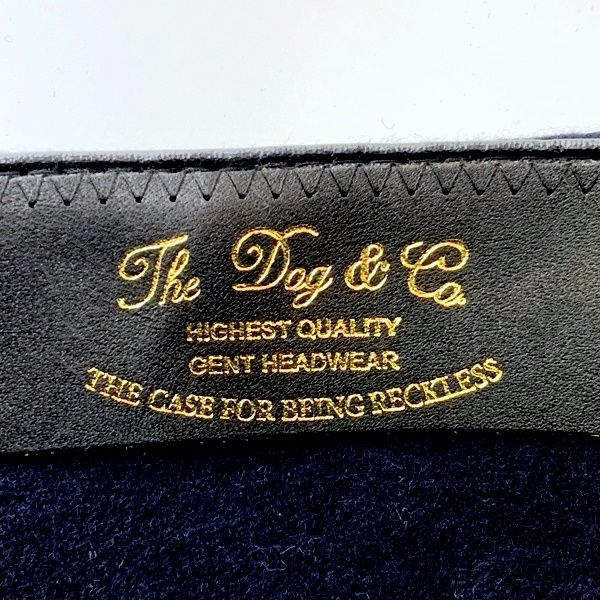 The Dog & Co.
HIGHEST QUALITY
GENT HEADWEAR
THE CASE FOR BEING RECKLESS